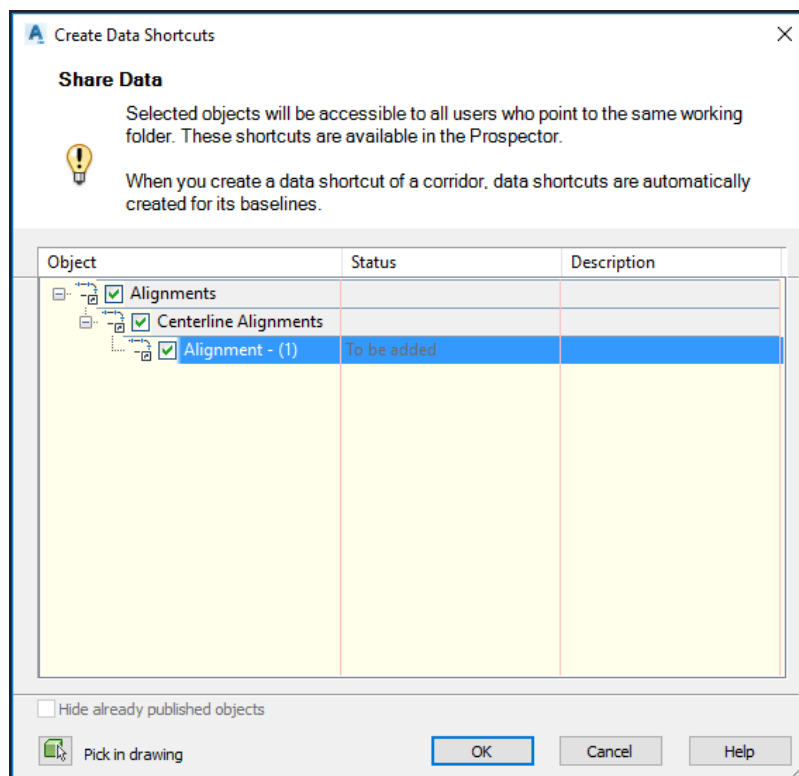 Create Data Shortcuts
Share Data
Selected objects will be accessible to all users who point to the same working
folder. These shortcuts are available in the Prospector.
When you create a data shortcut of a corridor, data shortcuts are automatically
created for its baselines.
Object Status Description
Alignments
Centerline Alignments
Alignment - (1) To be added
Hide already published objects
Pick in drawing OK Cancel Help